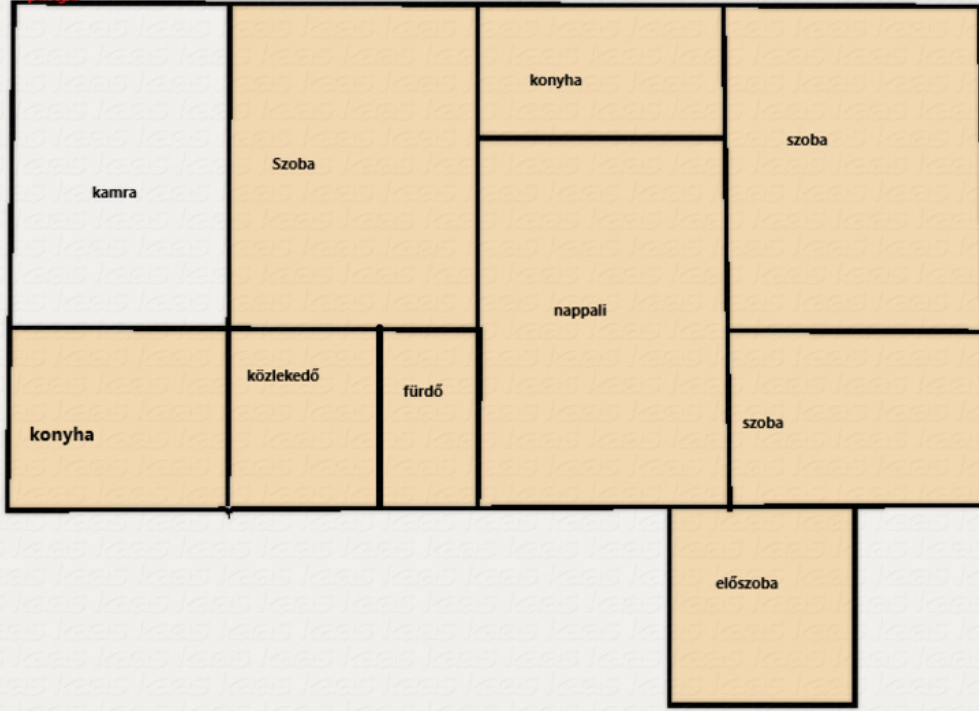 konyha
szoba
Szoba
kamra
nappali
közlekedő
fürdő
szoba
konyha
előszoba